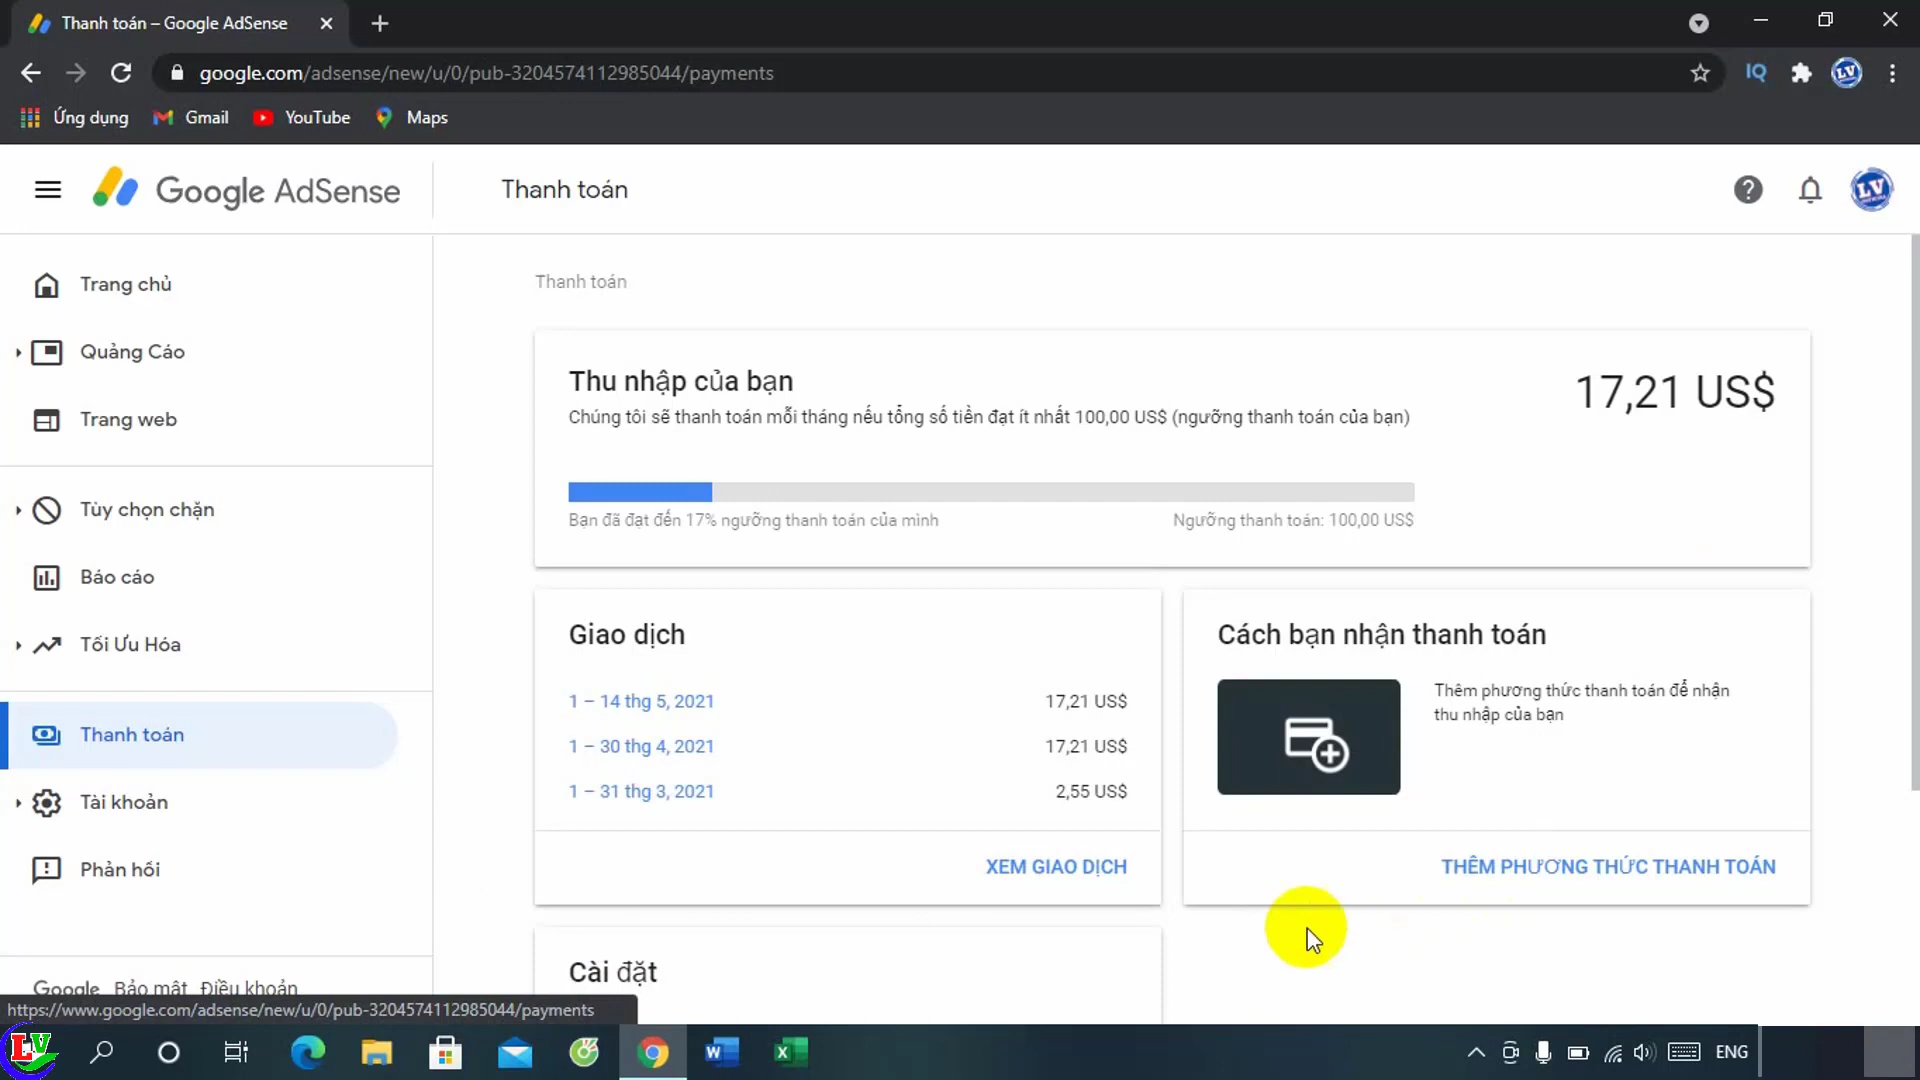 Thanh toán – Google AdSense
google.com/adsense/new/u/0/pub-3204574112985044/payments
IQ
LV
Ứng dụng
Gmail
YouTube
Maps
Google AdSense
Thanh toán
LV
Trang chủ
Quảng Cáo
Trang web
Tùy chọn chặn
Báo cáo
Tối Ưu Hóa
Thanh toán
Tài khoản
Phản hồi
Google Bảo mật Điều khoản
Thanh toán
Thu nhập của bạn
17,21 US$
Chúng tôi sẽ thanh toán mỗi tháng nếu tổng số tiền đạt ít nhất 100,00 US$ (ngưỡng thanh toán của bạn)
Bạn đã đạt đến 17% ngưỡng thanh toán của mình
Ngưỡng thanh toán: 100,00 US$
Giao dịch
1 – 14 thg 5, 2021 17,21 US$
1 – 30 thg 4, 2021 17,21 US$
1 – 31 thg 3, 2021 2,55 US$
XEM GIAO DỊCH
Cách bạn nhận thanh toán
Thêm phương thức thanh toán để nhận
thu nhập của bạn
THÊM PHƯƠNG THỨC THANH TOÁN
Cài đặt
https://www.google.com/adsense/new/u/0/pub-3204574112985044/payments
LV
ENG